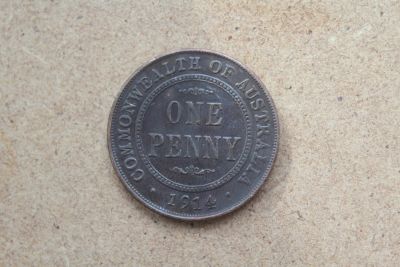 COMMONWEALTH OF AUSTRALIA
ONE
PENNY
1914